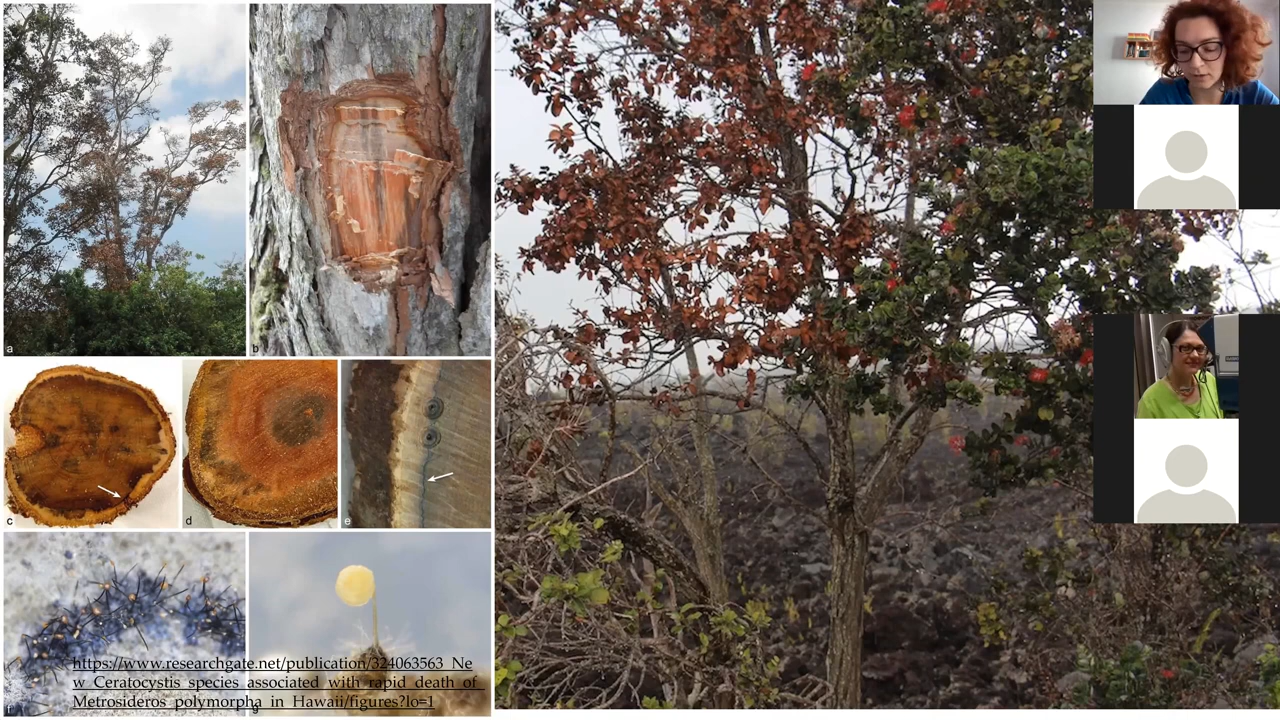 a
b
c
d
e
f
g
https://www.researchgate.net/publication/324063563_Ne
w_Ceratocystis_species_associated_with_rapid_death_of_
Metrosideros_polymorpha_in_Hawaii/figures?lo=1